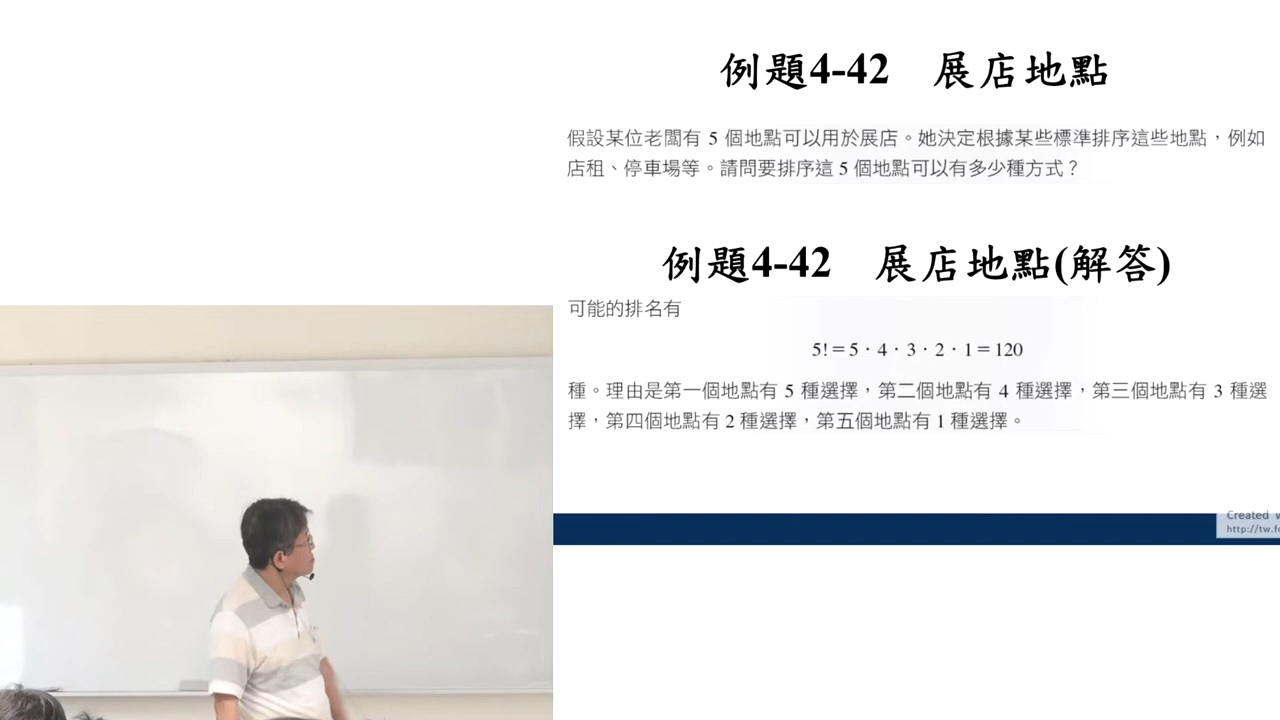 例題4-42 展店地點
假設某位老闆有 5 個地點可以用於展店。她決定根據某些標準排序這些地點，例如
店租、停車場等。請問要排序這 5 個地點可以有多少種方式？
例題4-42 展店地點(解答)
可能的排名有
5! = 5 · 4 · 3 · 2 · 1 = 120
種。理由是第一個地點有 5 種選擇，第二個地點有 4 種選擇，第三個地點有 3 種選
擇，第四個地點有 2 種選擇，第五個地點有 1 種選擇。
Created
http://tw.f